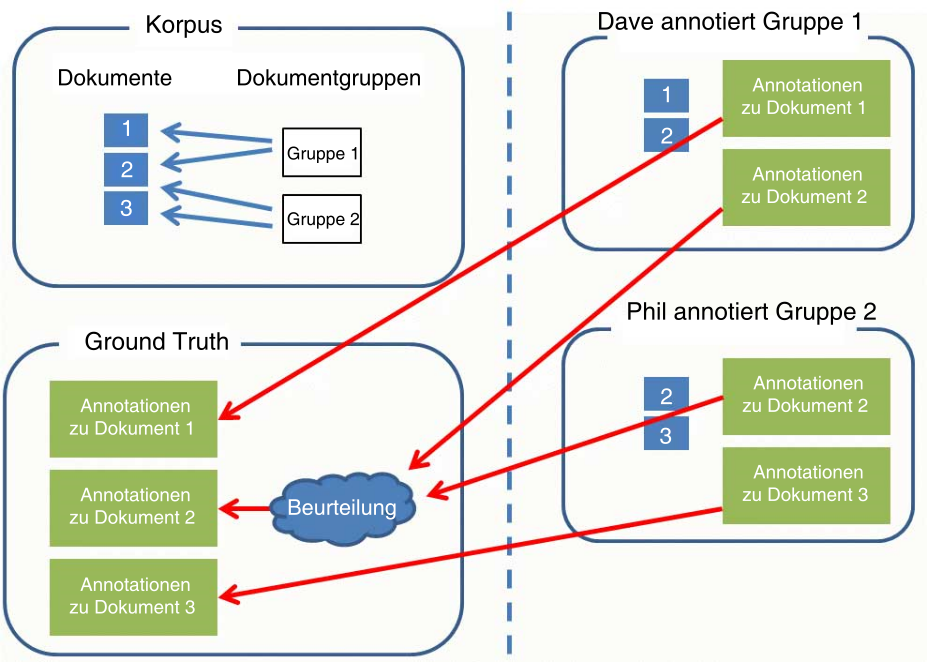 Korpus
Dokumente
Dokumentgruppen
1
2
3
Gruppe 1
Gruppe 2
Dave annotiert Gruppe 1
1
2
Annotationen
zu Dokument 1
Annotationen
zu Dokument 2
Ground Truth
Annotationen
zu Dokument 1
Annotationen
zu Dokument 2
Annotationen
zu Dokument 3
Beurteilung
Phil annotiert Gruppe 2
2
3
Annotationen
zu Dokument 2
Annotationen
zu Dokument 3